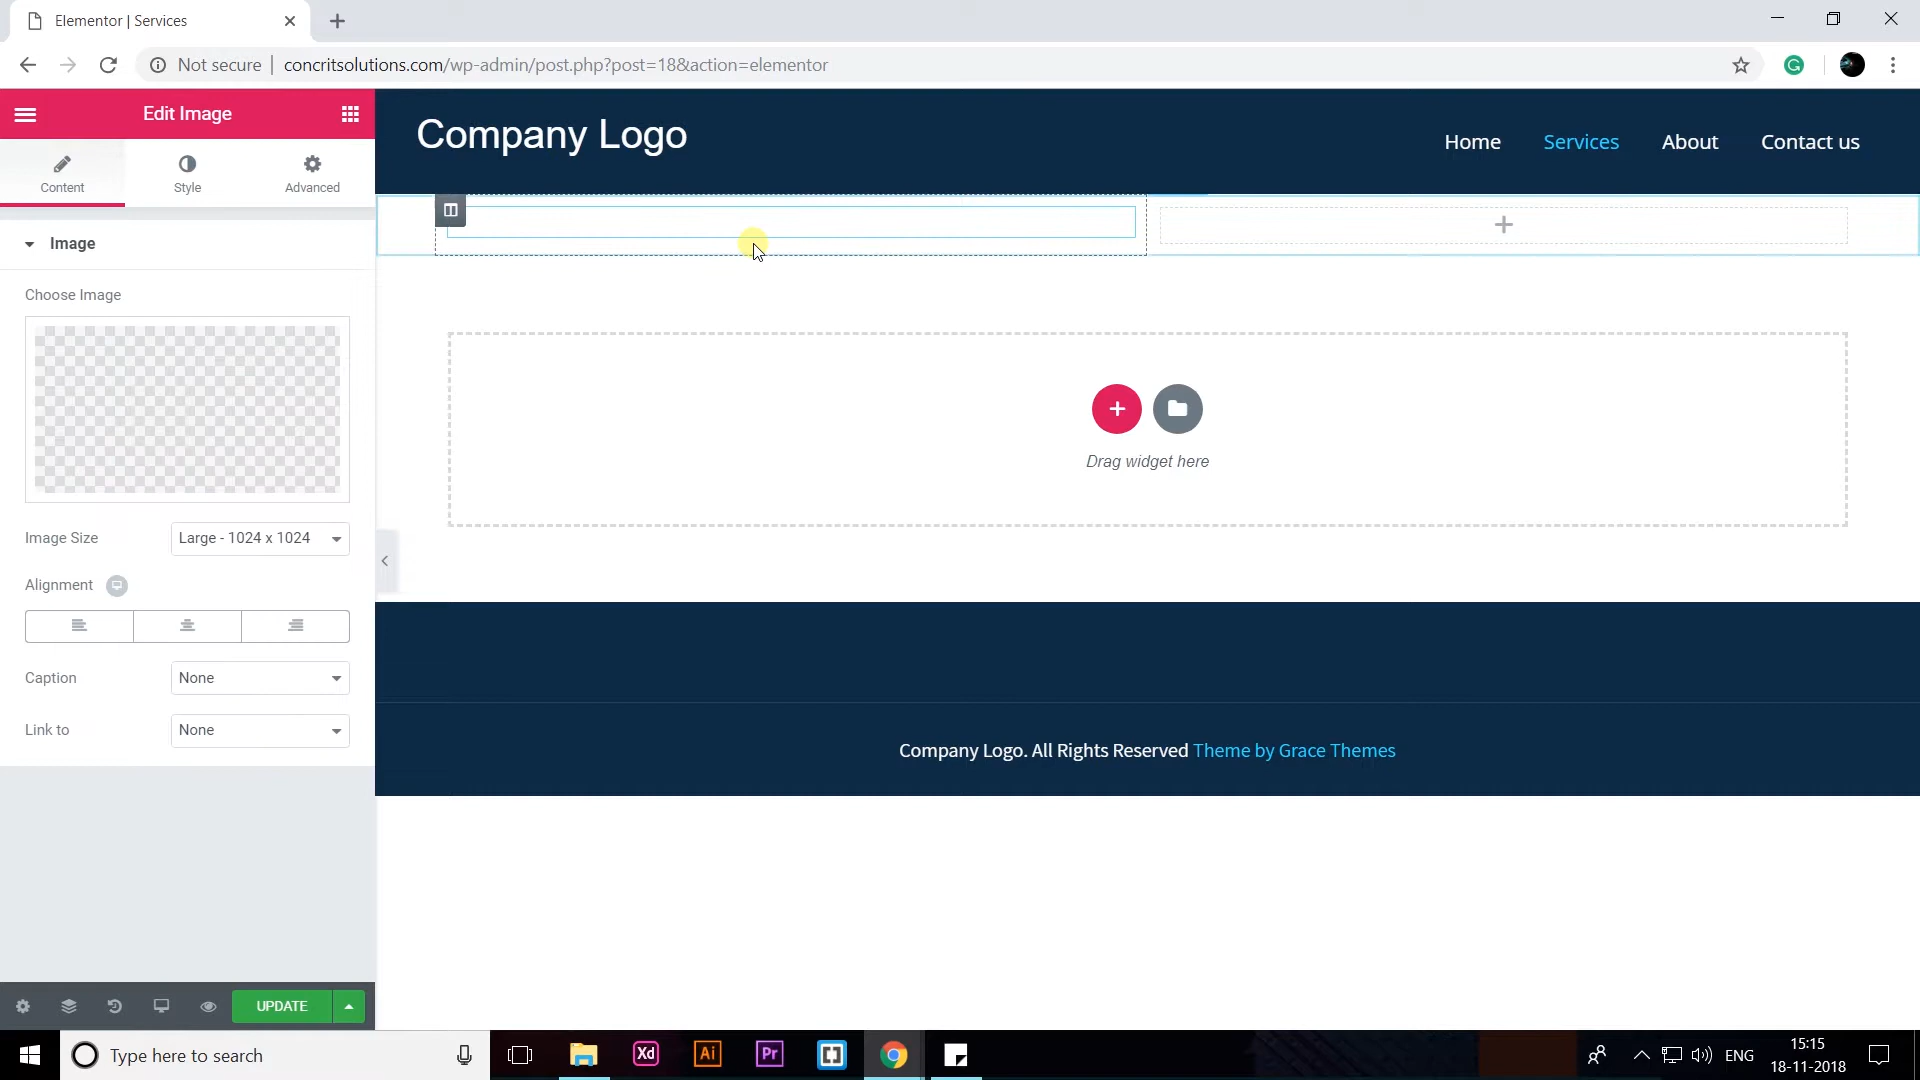 Elementor | Services
Not secure | concritsolutions.com/wp-admin/post.php?post=18&action=elementor
Edit Image
Content
Style
Advanced
Image
Choose Image
Image Size
Large - 1024 x 1024
Alignment
Caption
None
Link to
None
UPDATE
Company Logo
Home
Services
About
Contact us
Drag widget here
Company Logo. All Rights Reserved Theme by Grace Themes
Type here to search
Xd
Ai
Pr
ENG
15:15
18-11-2018